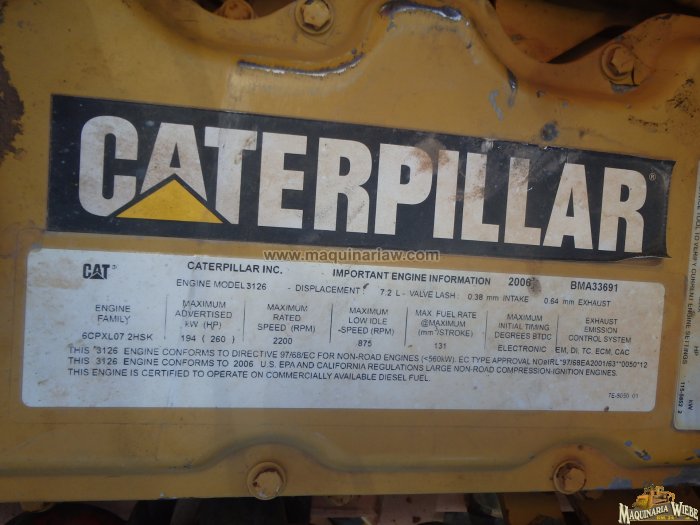 CATERPILLAR®
www.maquinarlaw.com
CAT® CATERPILLAR INC. IMPORTANT ENGINE INFORMATION 2006 BMA33691
ENGINE MODEL 3126 - DISPLACEMENT 7.2 L - VALVE LASH: 0.38 mm INTAKE 0.64 mm EXHAUST
ENGINE FAMILY MAXIMUM ADVERTISED kW (HP) MAXIMUM RATED SPEED (RPM) MAXIMUM LOW IDLE SPEED (RPM) MAX. FUEL RATE @MAXIMUM (mm³/STROKE) MAXIMUM INITIAL TIMING DEGREES BTDC EXHAUST EMISSION CONTROL SYSTEM
6CPXL07 2HSK 194 ( 260 ) 2200 875 131 ELECTRONIC EM, DI, TC, ECM, CAC
THIS 3126 ENGINE CONFORMS TO DIRECTIVE 97/68/EC FOR NON-ROAD ENGINES (<560kW). EC TYPE APPROVAL
THIS 3126 ENGINE CONFORMS TO 2006 U.S. EPA AND CALIFORNIA REGULATIONS LARGE NON-ROAD COMPRESSION-IGNITION ENGINES.
THIS ENGINE IS CERTIFIED TO OPERATE ON COMMERCIALLY AVAILABLE DIESEL FUEL.
kW
HP
MAQUINARIA WIEBE